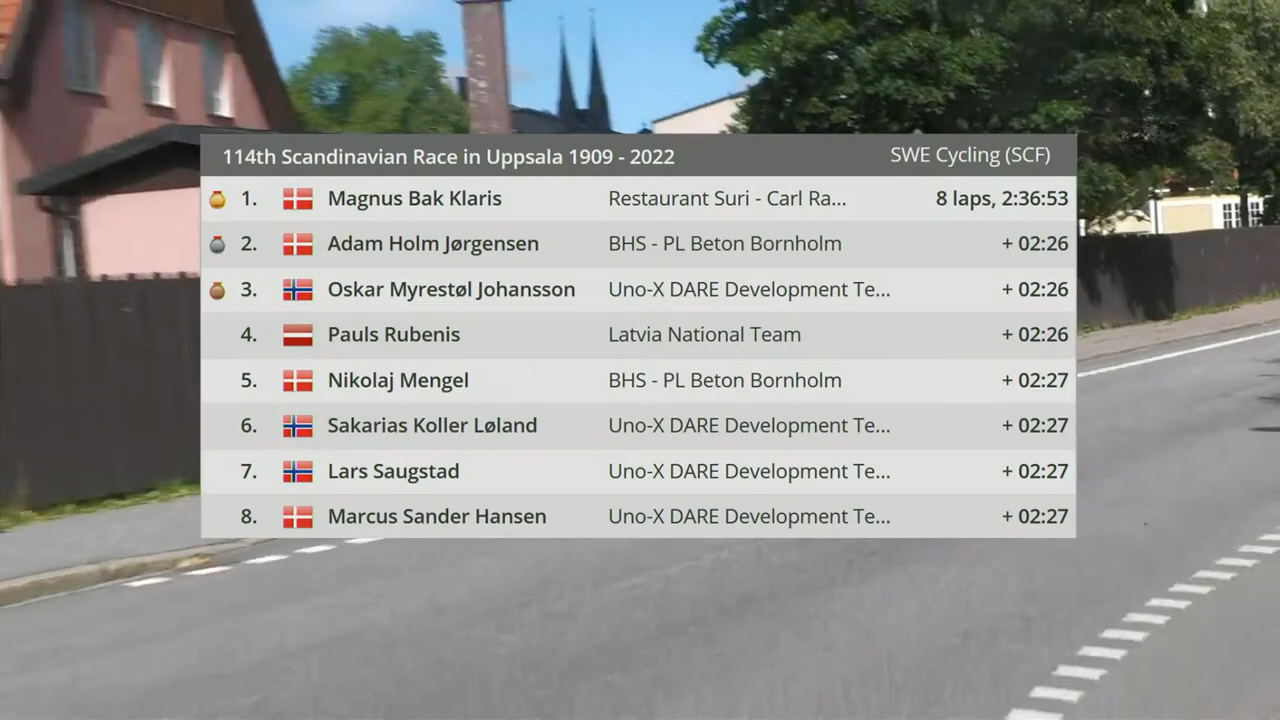 114th Scandinavian Race in Uppsala 1909 - 2022 SWE Cycling (SCF)
1. Magnus Bak Klaris Restaurant Suri - Carl Ra... 8 laps, 2:36:53
2. Adam Holm Jørgensen BHS - PL Beton Bornholm + 02:26
3. Oskar Myrestøl Johansson Uno-X DARE Development Te... + 02:26
4. Pauls Rubenis Latvia National Team + 02:26
5. Nikolaj Mengel BHS - PL Beton Bornholm + 02:27
6. Sakarias Koller Løland Uno-X DARE Development Te... + 02:27
7. Lars Saugstad Uno-X DARE Development Te... + 02:27
8. Marcus Sander Hansen Uno-X DARE Development Te... + 02:27